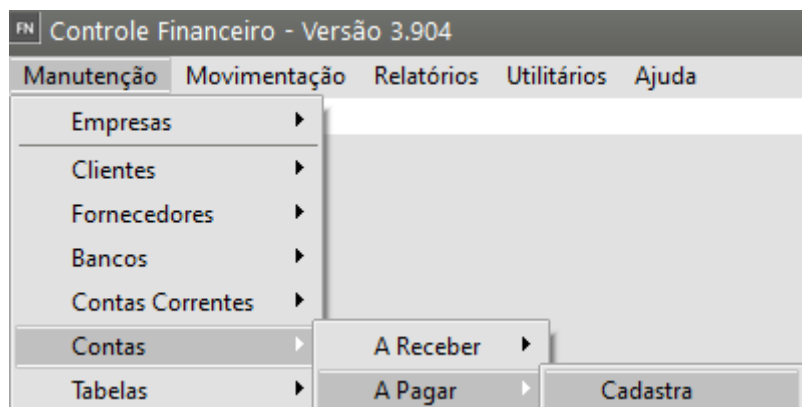 FN Controle Financeiro - Versão 3.904
Manutenção Movimentação Relatórios Utilitários Ajuda
Empresas
Clientes
Fornecedores
Bancos
Contas Correntes
Contas A Receber
Tabelas A Pagar Cadastra